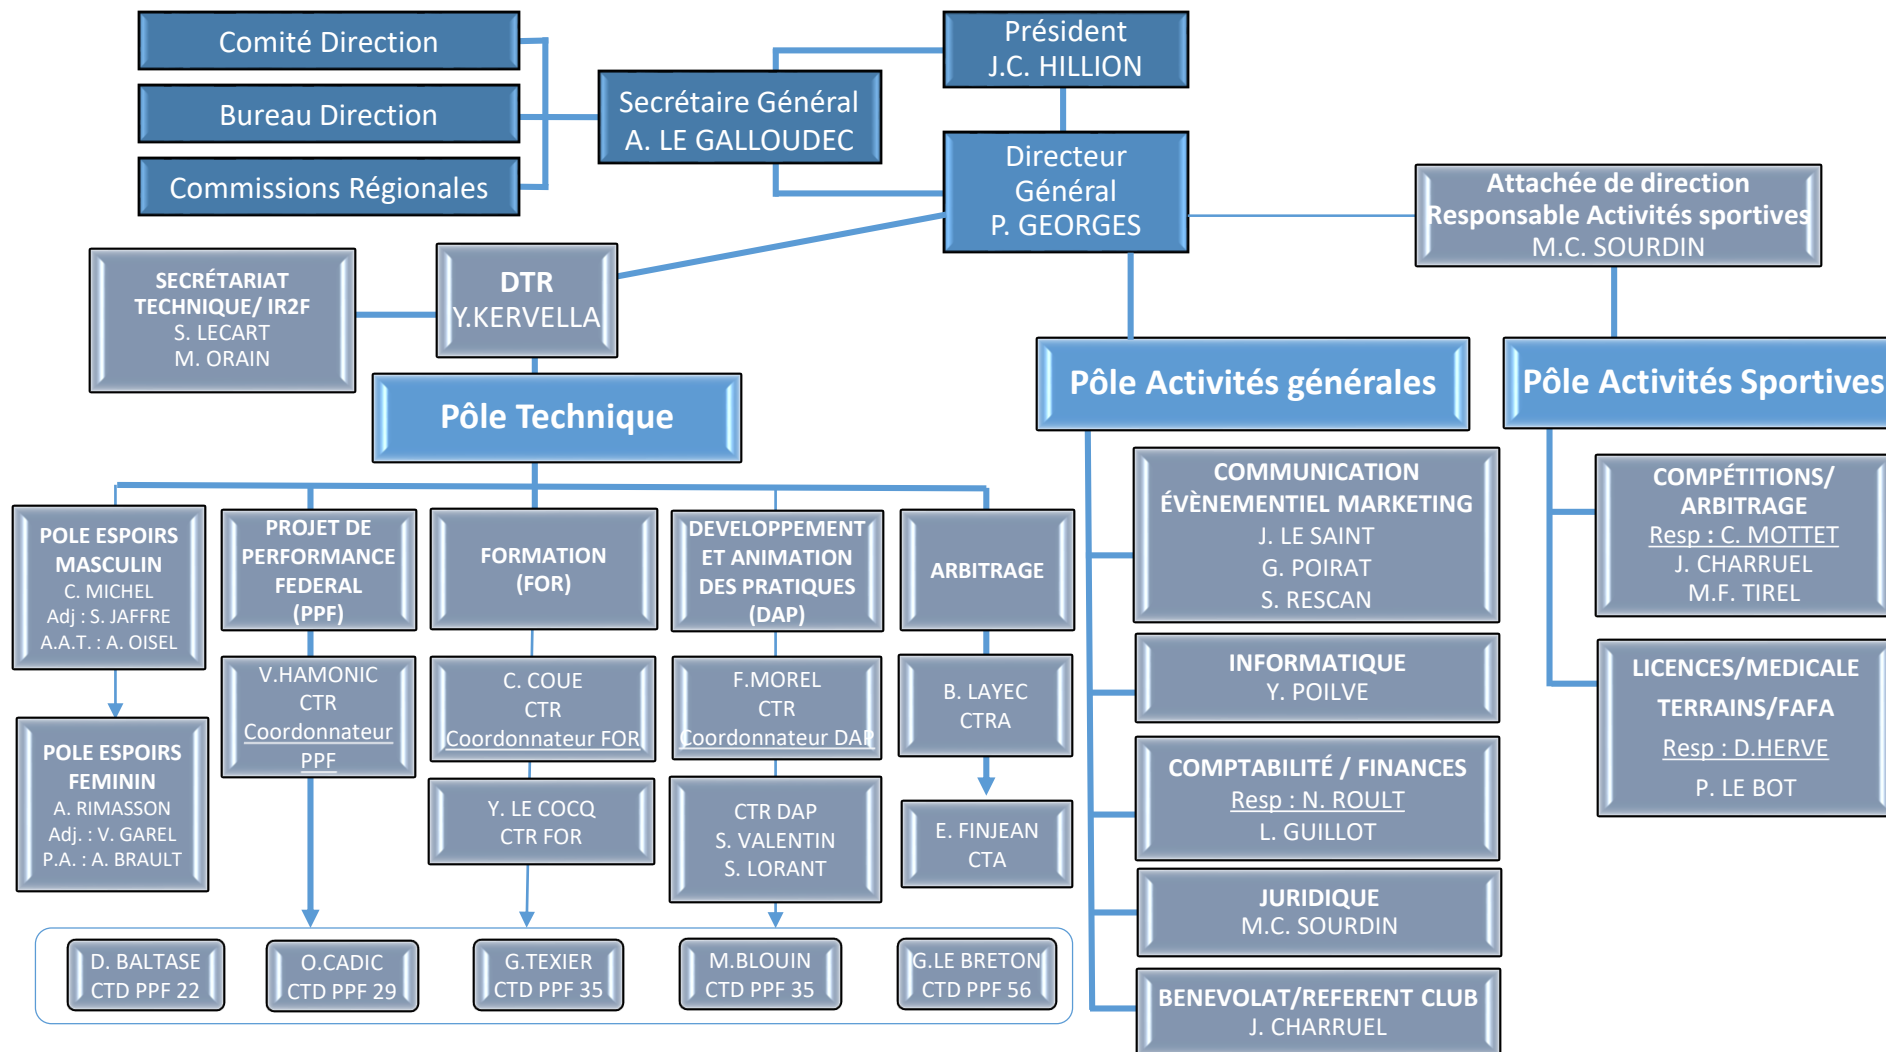 Comité Direction
Bureau Direction
Commissions Régionales
Secrétaire Général
A. LE GALLOUDEC
Président
J.C. HILLION
Directeur
Général
P. GEORGES
Attachée de direction
Responsable Activités sportives
M.C. SOURDIN
SECRÉTARIAT
TECHNIQUE/ IR2F
S. LECART
M. ORAIN
DTR
Y.KERVELLA
Pôle Technique
Pôle Activités générales
Pôle Activités Sportives
POLE ESPOIRS
MASCULIN
C. MICHEL
Adj : S. JAFFRE
A.A.T. : A. OISEL
POLE ESPOIRS
FEMININ
A. RIMASSON
Adj. : V. GAREL
P.A. : A. BRAULT
PROJET DE
PERFORMANCE
FEDERAL
(PPF)
V.HAMONIC
CTR
Coordonnateur
PPF
FORMATION
(FOR)
C. COUE
CTR
Coordonnateur FOR
Y. LE COCQ
CTR FOR
DEVELOPPEMENT
ET ANIMATION
DES PRATIQUES
(DAP)
F.MOREL
CTR
Coordonnateur DAP
CTR DAP
S. VALENTIN
S. LORANT
ARBITRAGE
B. LAYEC
CTRA
E. FINJEAN
CTA
D. BALTASE
CTD PPF 22
O.CADIC
CTD PPF 29
G.TEXIER
CTD PPF 35
M.BLOUIN
CTD PPF 35
G.LE BRETON
CTD PPF 56
COMMUNICATION
ÉVÈNEMENTIEL MARKETING
J. LE SAINT
G. POIRAT
S. RESCAN
INFORMATIQUE
Y. POILVE
COMPTABILITÉ / FINANCES
Resp : N. ROULT
L. GUILLOT
JURIDIQUE
M.C. SOURDIN
BENEVOLAT/REFERENT CLUB
J. CHARRUEL
COMPÉTITIONS/
ARBITRAGE
Resp : C. MOTTET
J. CHARRUEL
M.F. TIREL
LICENCES/MEDICALE
TERRAINS/FAFA
Resp : D.HERVE
P. LE BOT